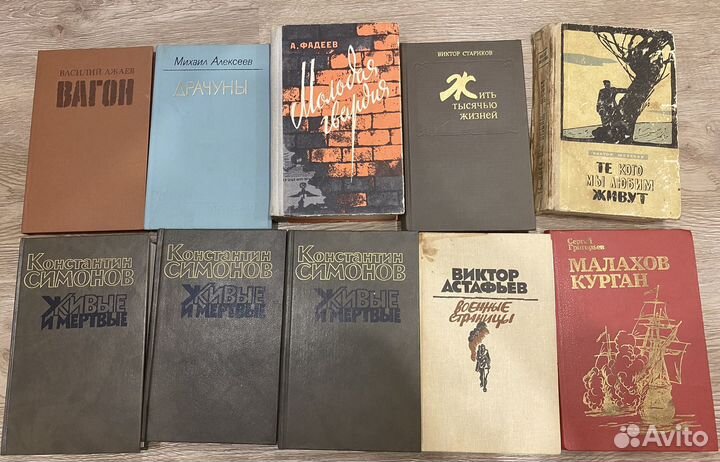 ВАСИЛИЙ АЖАЕВ
ВАГОН
Михаил Алексеев
ДРАЧУНЫ
А. ФАДЕЕВ
Молодая
гвардия
ВИКТОР СТАРИКОВ
Жить
тысячью
жизней
ТЕ КОГО
МЫ ЛЮБИМ
ЖИВУТ
Константин
СИМОНОВ
ЖИВЫЕ
И МЕРТВЫЕ
Константин
СИМОНОВ
ЖИВЫЕ
И МЕРТВЫЕ
Константин
СИМОНОВ
ЖИВЫЕ
И МЕРТВЫЕ
ВИКТОР
АСТАФЬЕВ
ВОЕННЫЕ
СТРАНИЦЫ
Сергей
Григорьев
МАЛАХОВ
КУРГАН
Avito